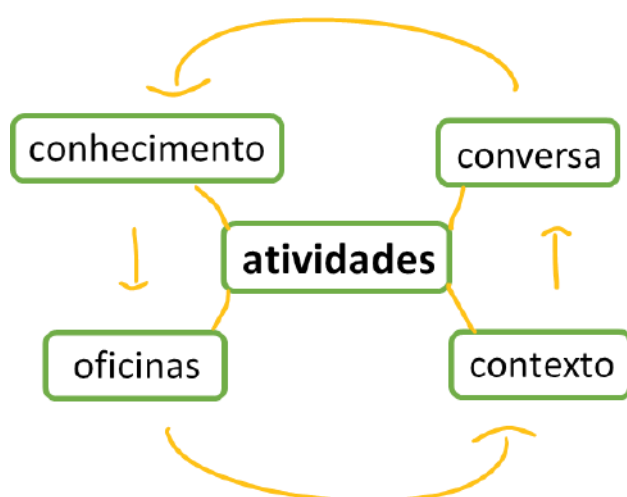 conhecimento
conversa
atividades
oficinas
contexto